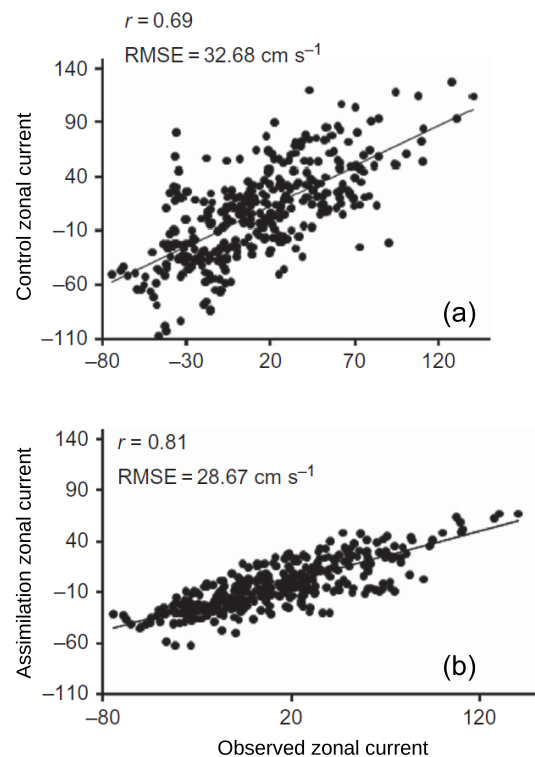 r = 0.69
RMSE = 32.68 cm s⁻¹
140
90
40
–10
–60
–110
Control zonal current
(a)
–80
–30
20
70
120
140
r = 0.81
RMSE = 28.67 cm s⁻¹
90
40
–10
–60
–110
Assimilation zonal current
(b)
–80
20
120
Observed zonal current